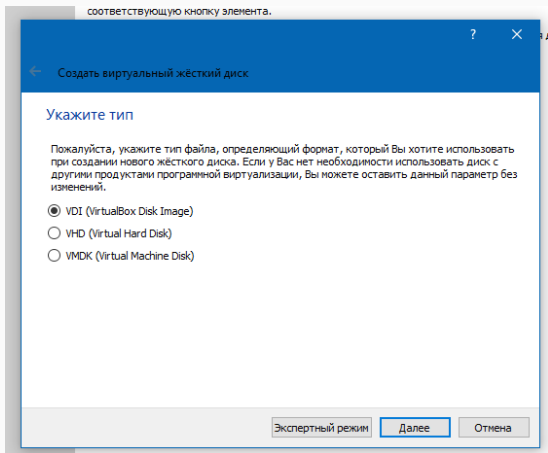 соответствующую кнопку элемента.
?
Создать виртуальный жёсткий диск
Укажите тип
Пожалуйста, укажите тип файла, определяющий формат, который Вы хотите использовать
при создании нового жёсткого диска. Если у Вас нет необходимости использовать диск с
другими продуктами программной виртуализации, Вы можете оставить данный параметр без
изменений.
VDI (VirtualBox Disk Image)
VHD (Virtual Hard Disk)
VMDK (Virtual Machine Disk)
Экспертный режим Далее Отмена